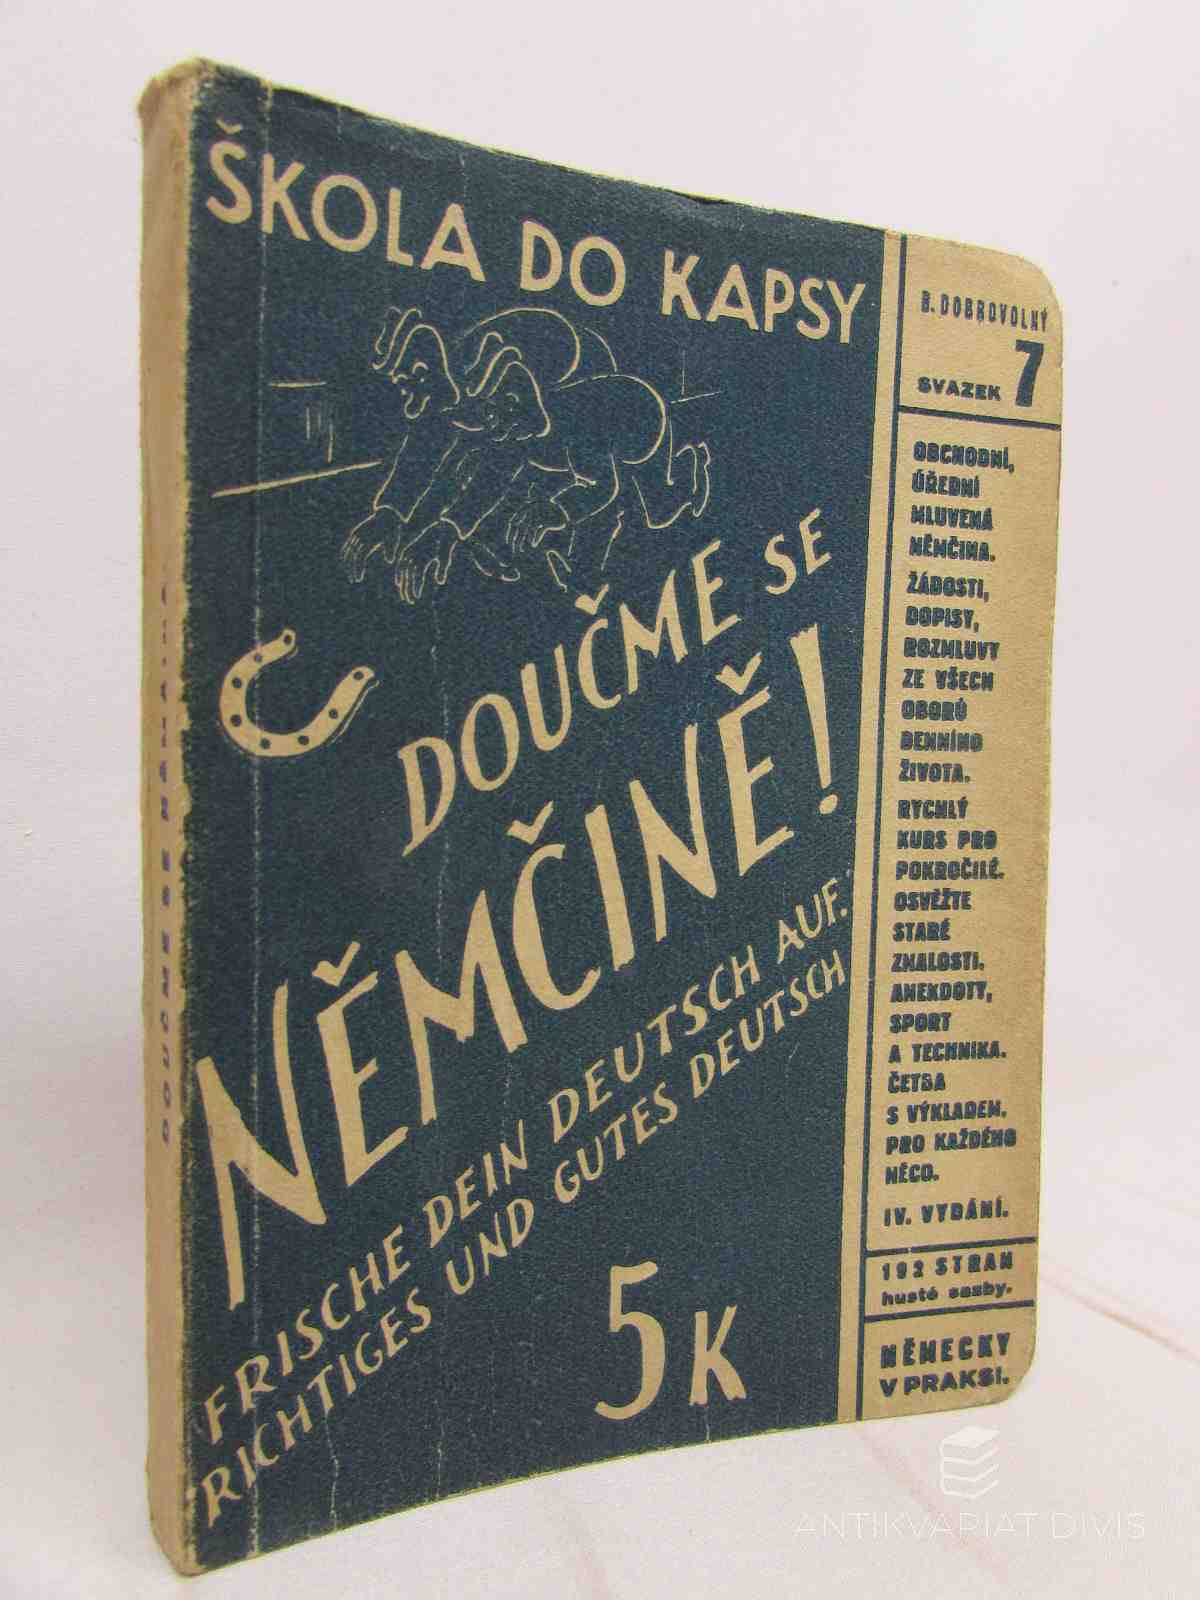 ŠKOLA DO KAPSY
DOUČME SE
NĚMČINĚ!
FRISCHE DEIN DEUTSCH AUF.
RICHTIGES UND GUTES DEUTSCH
5 K
B. DOBROVOLNÝ
SVAZEK 7
OBCHODNÍ,
ÚŘEDNÍ
MLUVENÁ
NĚMČINA.
ŽÁDOSTI,
DOPISY,
ROZMLUVY
ZE VŠECH
OBORŮ
DENNÍHO
ŽIVOTA.
RYCHLÝ
KURS PRO
POKROČILÉ.
OSVĚŽTE
STARÉ
ZNALOSTI.
ANEKDOTY,
SPORT
A TECHNIKA.
ČETBA
S VÝKLADEM.
PRO KAŽDÉHO
NĚCO.
IV. VYDÁNÍ.
192 STRAN
husté sazby.
NĚMECKY
V PRAKSI.
DOUČME SE NĚMČINĚ
ANTIKVARIAT DIVIS